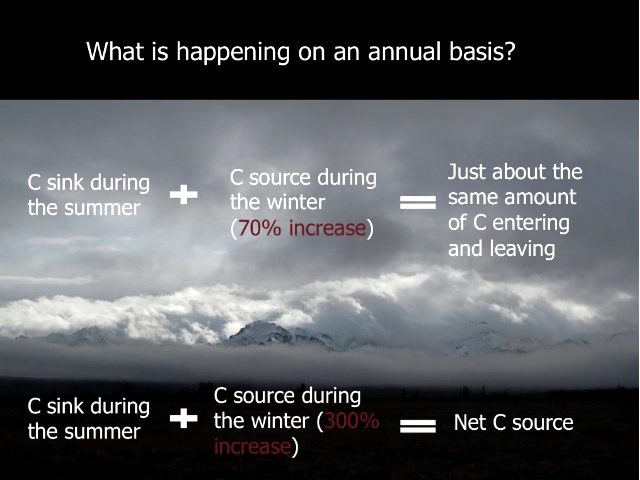 What is happening on an annual basis?
C sink during
the summer
+
C source during
the winter
(70% increase)
=
Just about the
same amount
of C entering
and leaving
C sink during
the summer
+
C source during
the winter (300%
increase)
=
Net C source